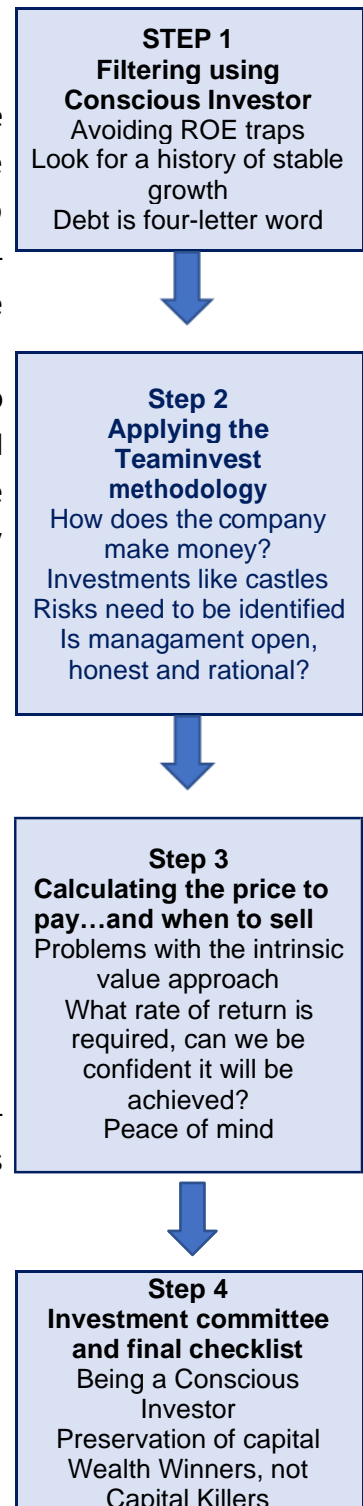 STEP 1
Filtering using
Conscious Investor
Avoiding ROE traps
Look for a history of stable
growth
Debt is four-letter word
Step 2
Applying the
Teaminvest
methodology
How does the company
make money?
Investments like castles
Risks need to be identified
Is managament open,
honest and rational?
Step 3
Calculating the price to
pay…and when to sell
Problems with the intrinsic
value approach
What rate of return is
required, can we be
confident it will be
achieved?
Peace of mind
Step 4
Investment committee
and final checklist
Being a Conscious
Investor
Preservation of capital
Wealth Winners, not
Capital Killers